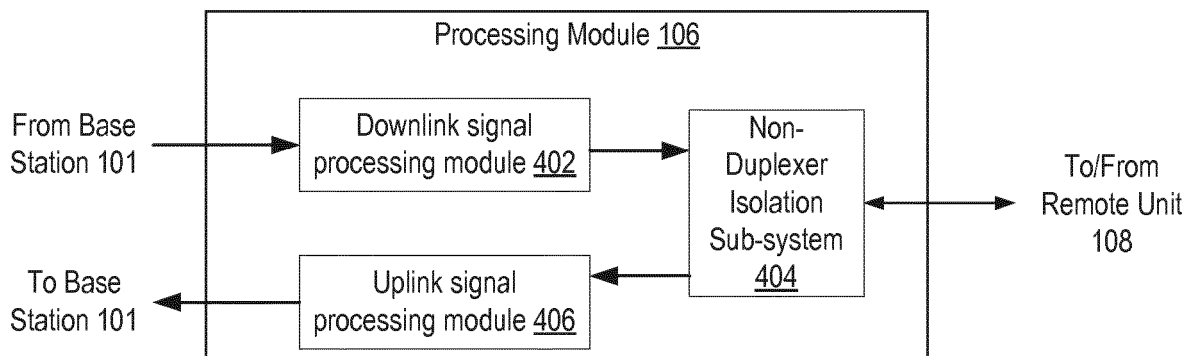 Processing Module 106
From Base
Station 101
Downlink signal
processing module 402
Non-
Duplexer
Isolation
Sub-system
404
To/From
Remote Unit
108
To Base
Station 101
Uplink signal
processing module 406